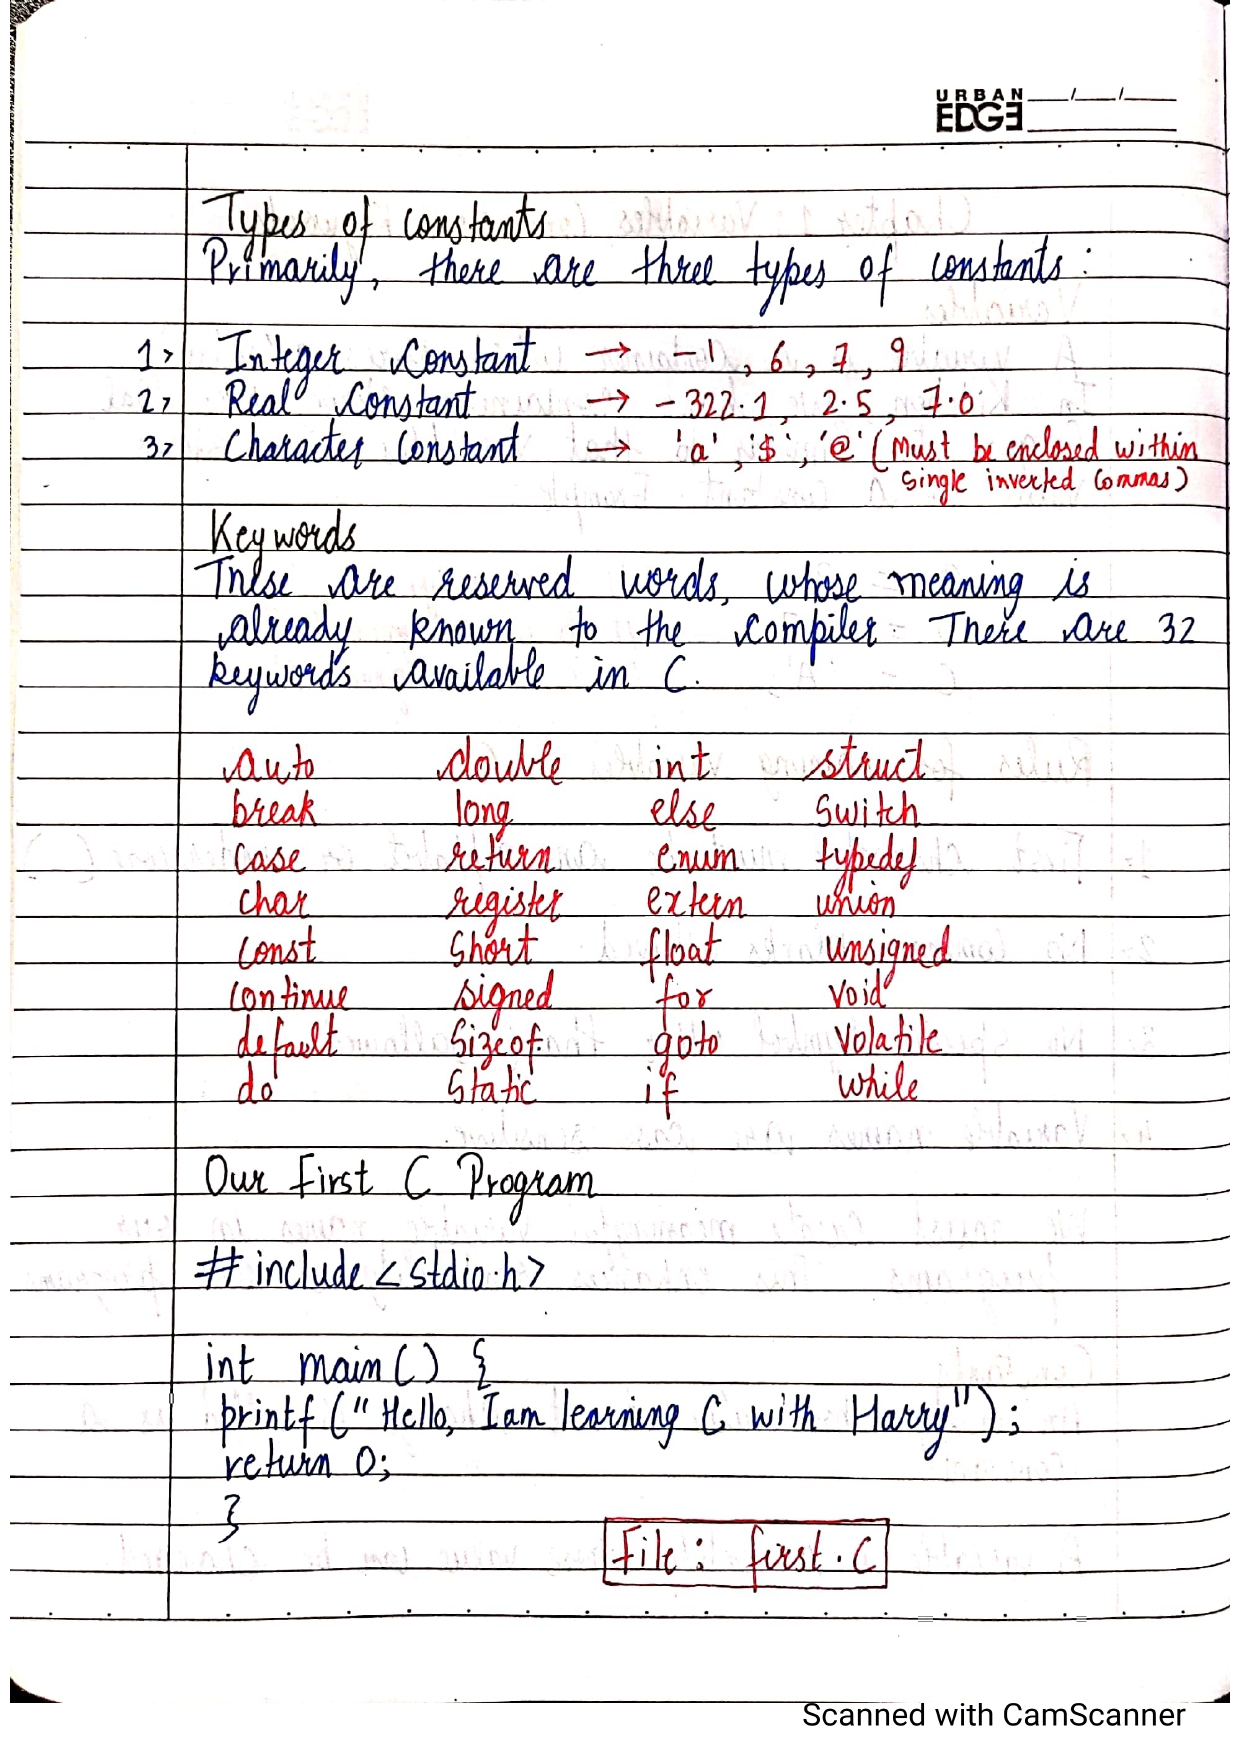 URBAN
EDGE
Types of constants
Primarily, there are three types of constants :
1> Integer Constant → -1, 6, 7, 9
2> Real Constant → -322.1, 2.5, 7.0
3> Character Constant → 'a', '$', '@' (Must be enclosed within
single inverted commas)
Keywords
These are reserved words, whose meaning is
already known to the compiler. There are 32
keywords available in C.
auto double int struct
break long else switch
case return enum typedef
char register extern union
const short float unsigned
continue signed for void
default sizeof goto volatile
do static if while
Our First C Program
#include <stdio.h>
int main() {
printf ("Hello, I am learning C with Harry");
return 0;
}
File : first.c
Scanned with CamScanner